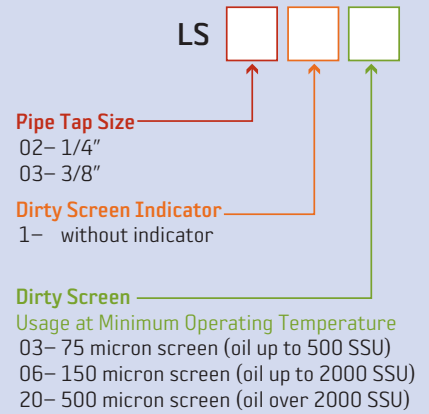 LS
Pipe Tap Size
02– 1/4"
03– 3/8"
Dirty Screen Indicator
1– without indicator
Dirty Screen
Usage at Minimum Operating Temperature
03– 75 micron screen (oil up to 500 SSU)
06– 150 micron screen (oil up to 2000 SSU)
20– 500 micron screen (oil over 2000 SSU)